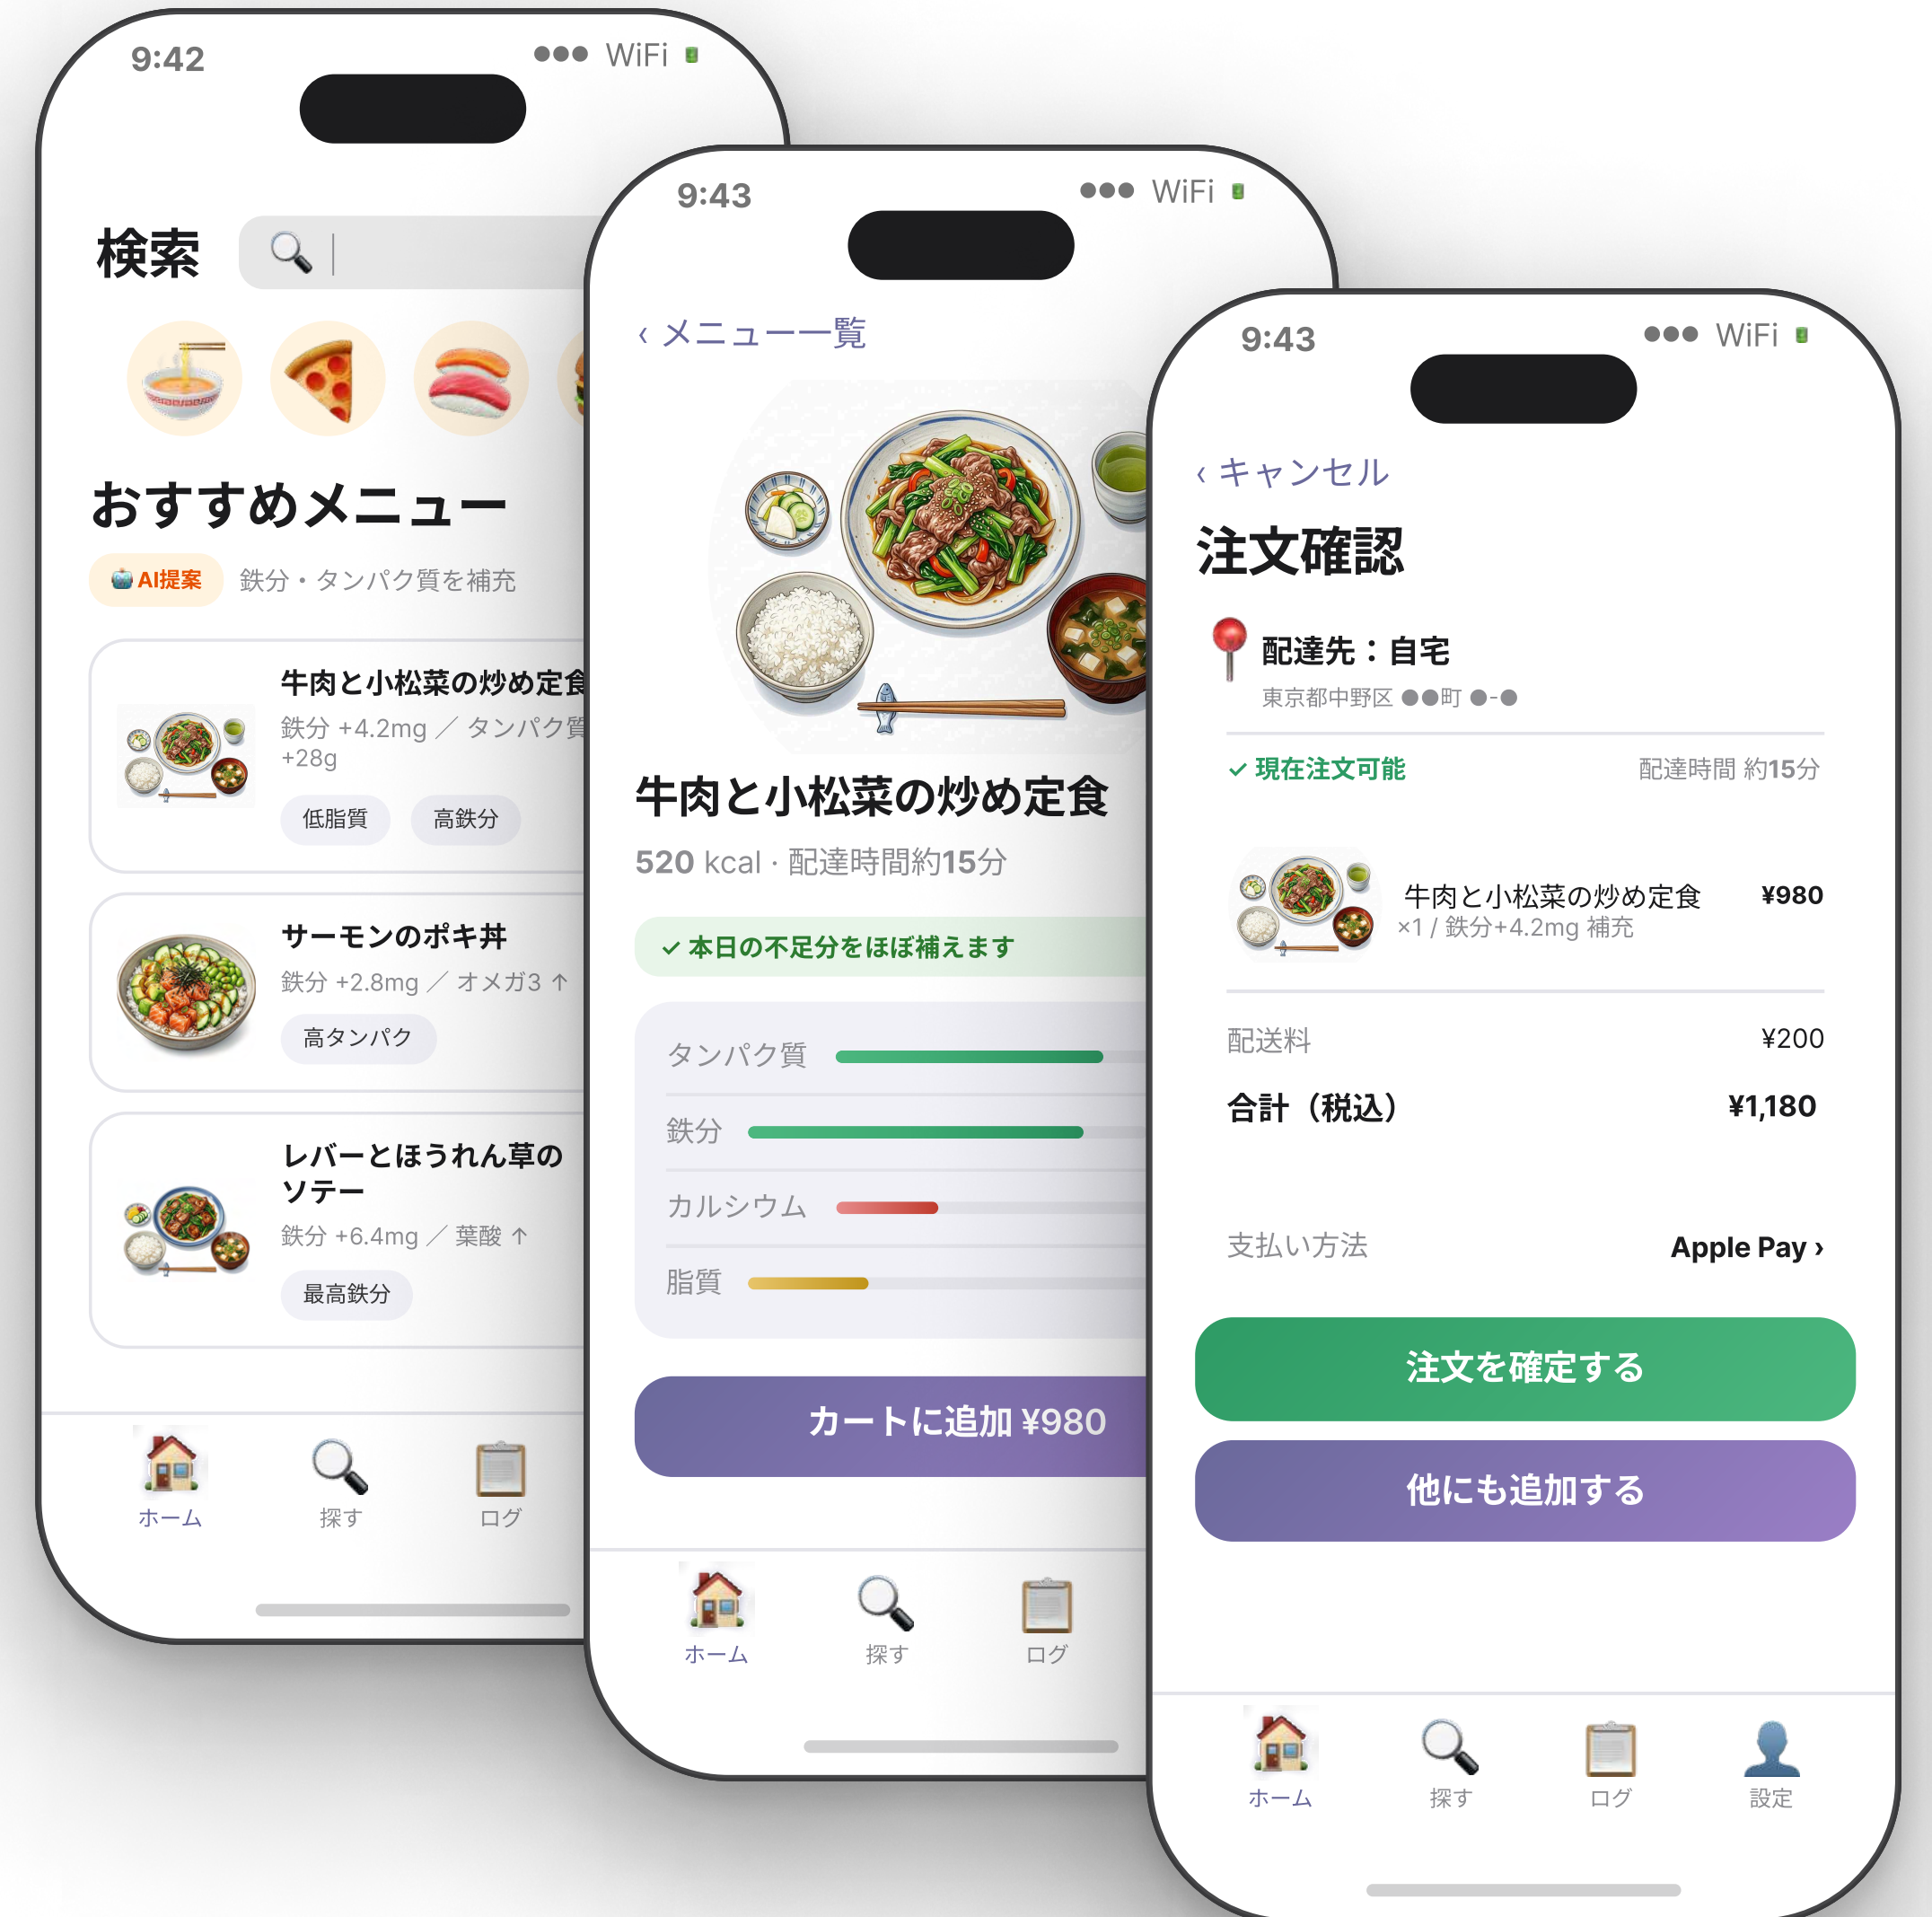 9:42
WiFi
検索
おすすめメニュー
AI提案 鉄分・タンパク質を補充
牛肉と小松菜の炒め定食
鉄分 +4.2mg ／ タンパク質
+28g
低脂質 高鉄分
サーモンのポキ丼
鉄分 +2.8mg ／ オメガ3 ↑
高タンパク
レバーとほうれん草の
ソテー
鉄分 +6.4mg ／ 葉酸 ↑
最高鉄分
ホーム 探す ログ
9:43
WiFi
‹ メニュー一覧
牛肉と小松菜の炒め定食
520 kcal · 配達時間約15分
✓ 本日の不足分をほぼ補えます
タンパク質
鉄分
カルシウム
脂質
カートに追加 ¥980
ホーム 探す ログ
9:43
WiFi
‹ キャンセル
注文確認
配達先：自宅
東京都中野区 ●●町 ●-●
✓ 現在注文可能 配達時間 約15分
牛肉と小松菜の炒め定食 ¥980
×1 / 鉄分+4.2mg 補充
配送料 ¥200
合計（税込） ¥1,180
支払い方法 Apple Pay ›
注文を確定する
他にも追加する
ホーム 探す ログ 設定